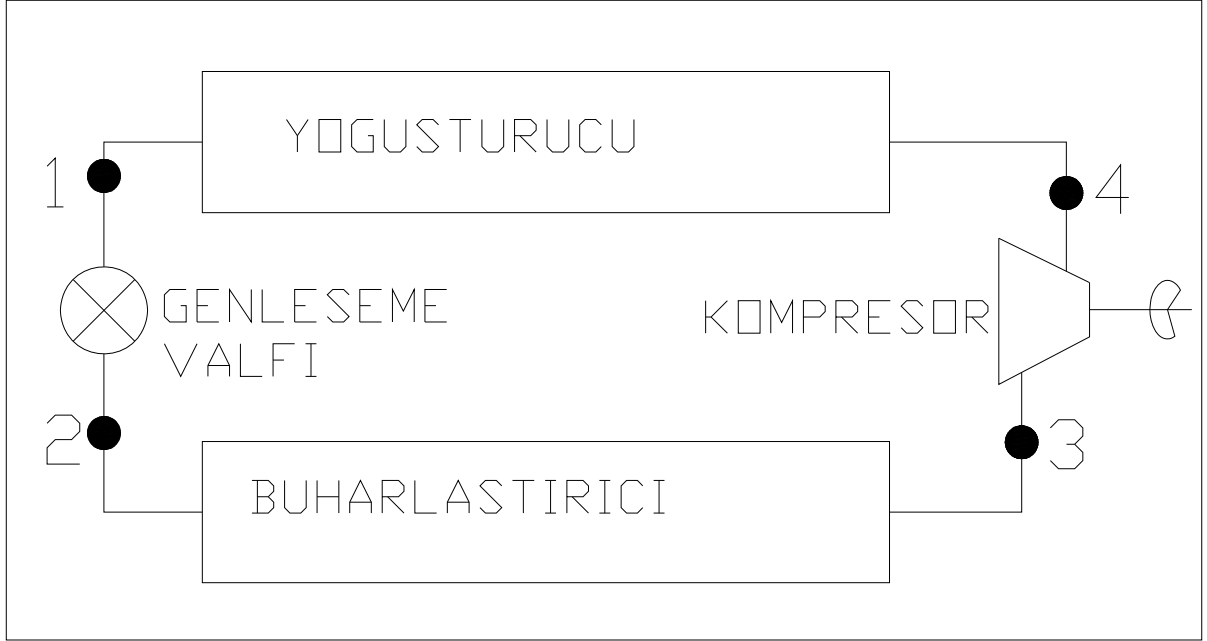 YOGUSTURUCU
1
4
GENLESEME
VALFI
KOMPRESOR
2
3
BUHARLASTIRICI